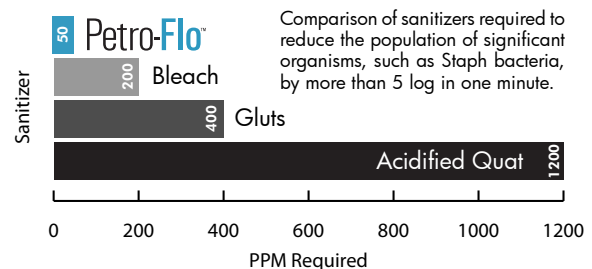 50 Petro-Flo™
Comparison of sanitizers required to
reduce the population of significant
organisms, such as Staph bacteria,
by more than 5 log in one minute.
200 Bleach
400 Gluts
Acidified Quat 1200
Sanitizer
0 200 400 600 800 1000 1200
PPM Required